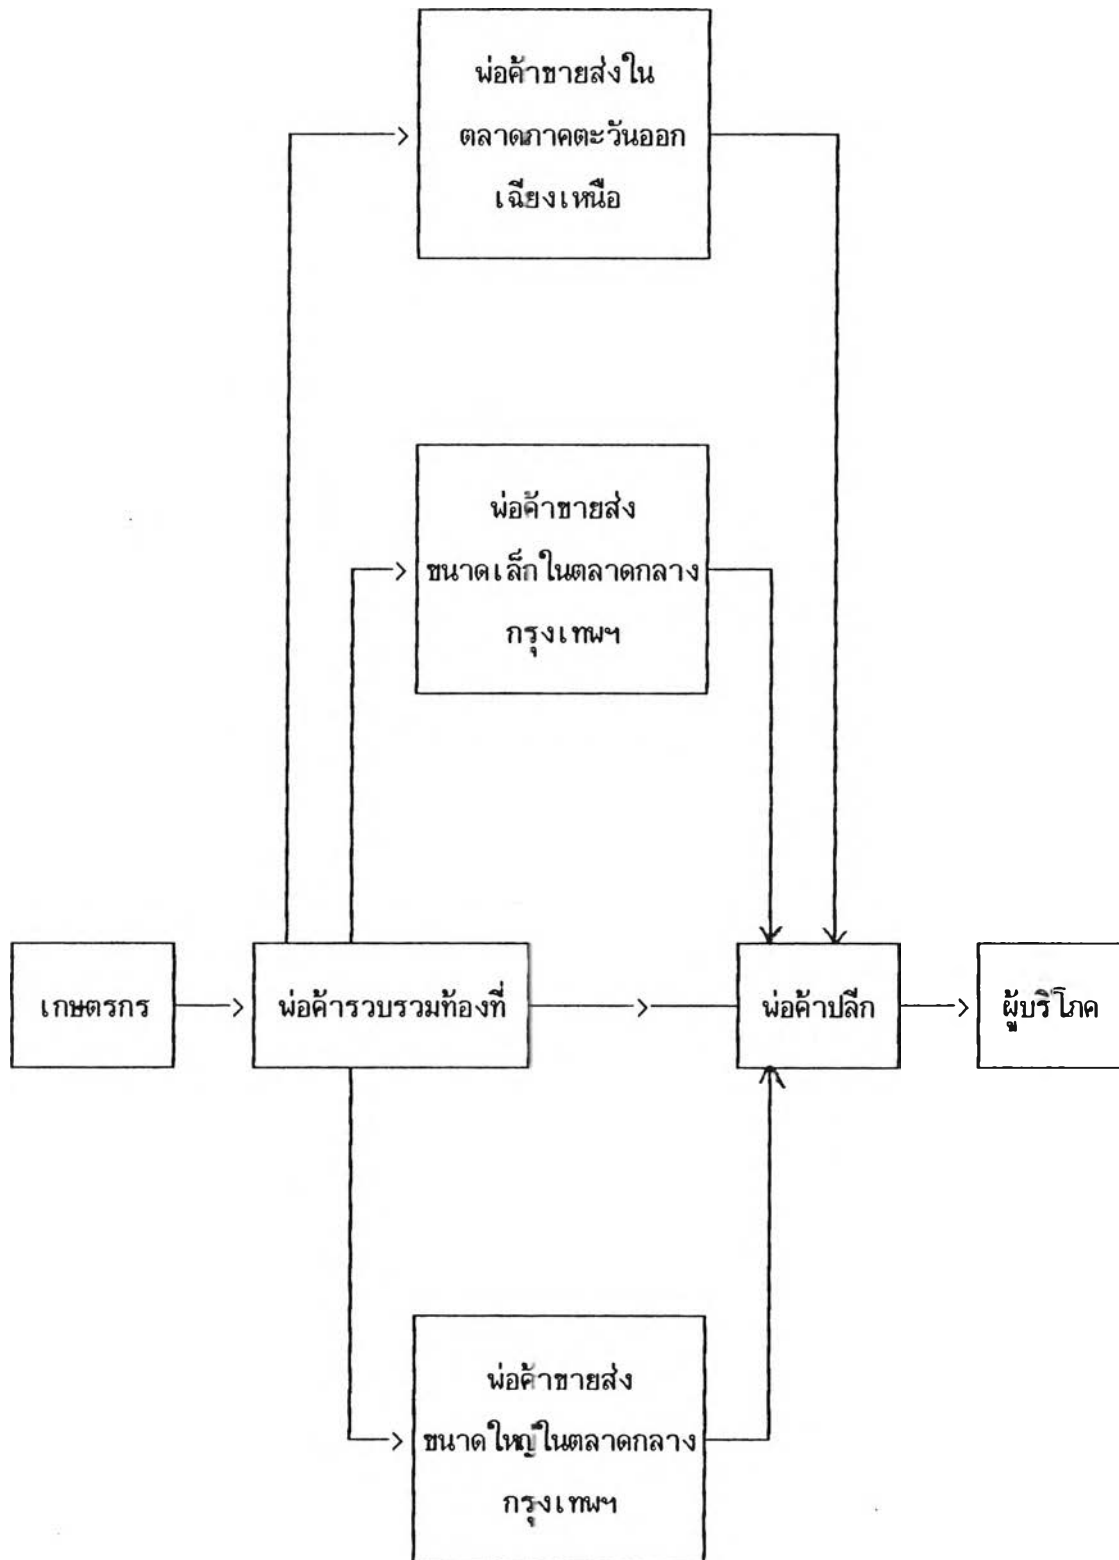 พ่อค้าขายส่งใน
ตลาดภาคตะวันออก
เฉียงเหนือ
พ่อค้าขายส่ง
ขนาดเล็กในตลาดกลาง
กรุงเทพฯ
เกษตรกร
พ่อค้ารวบรวมท้องที่
พ่อค้าปลีก
ผู้บริโภค
พ่อค้าขายส่ง
ขนาดใหญ่ในตลาดกลาง
กรุงเทพฯ